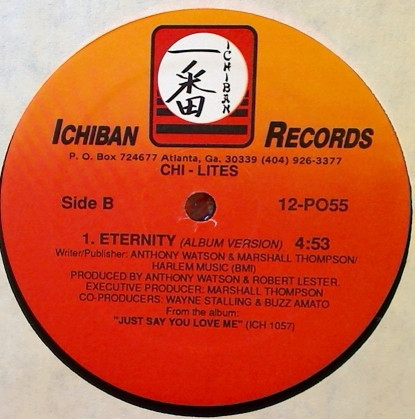 一番
ICHIBAN
ICHIBAN RECORDS
P. O. Box 724677 Atlanta, Ga. 30339 (404) 926-3377
CHI - LITES
Side B 12-PO55
1. ETERNITY (ALBUM VERSION) 4:53
Writer/Publisher: ANTHONY WATSON & MARSHALL THOMPSON/
HARLEM MUSIC (BMI)
PRODUCED BY ANTHONY WATSON & ROBERT LESTER,
EXECUTIVE PRODUCER: MARSHALL THOMPSON
CO-PRODUCERS: WAYNE STALLING & BUZZ AMATO
From the album:
"JUST SAY YOU LOVE ME" (ICH 1057)